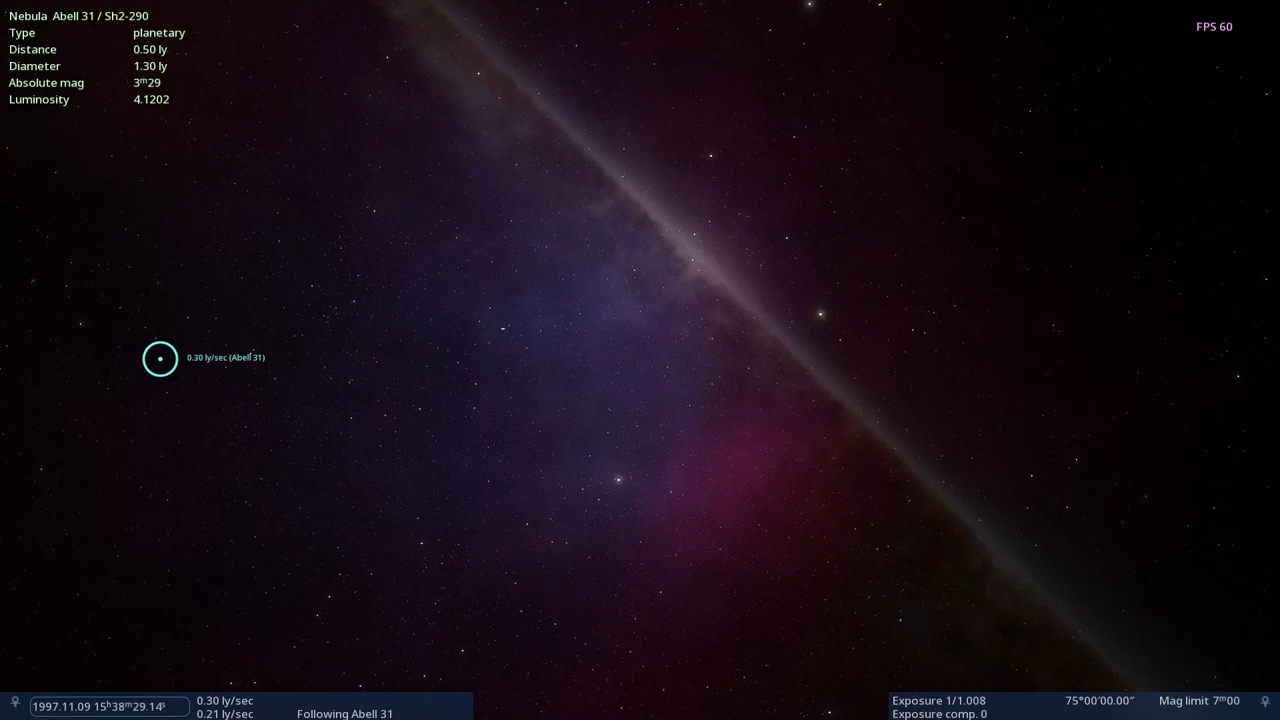 Nebula Abell 31 / Sh2-290
Type planetary
Distance 0.50 ly
Diameter 1.30 ly
Absolute mag 3ᵐ29
Luminosity 4.1202
FPS 60
0.30 ly/sec (Abell 31)
1997.11.09 15ʰ38ᵐ29.14ˢ
0.30 ly/sec
0.21 ly/sec
Following Abell 31
Exposure 1/1.008 75°00′00.00″ Mag limit 7ᵐ00
Exposure comp. 0